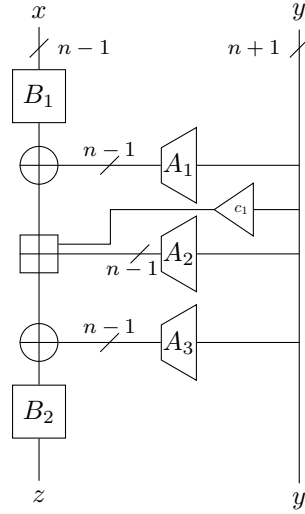 x y
n − 1 n + 1
B₁
n − 1 A₁
c₁
n − 1 A₂
n − 1 A₃
B₂
z y